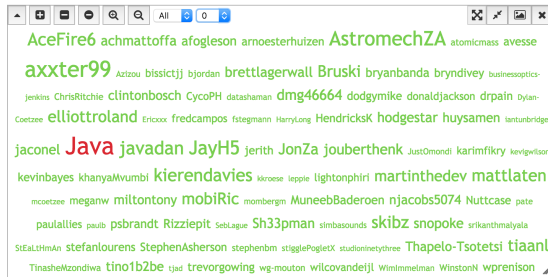 All 0
AceFire6 achmattoffa afogleson arnoesterhuizen AstromechZA atomicmass avesse
axxter99 Azizou bissictjj bjordan brettlagerwall Bruski bryanbanda bryndivey businessoptics-
jenkins ChrisRitchie clintonbosch CycoPH datashaman dmg46664 dodgymike donaldjackson drpain Dylan-
Coetzee elliottroland Ericxxx fredcampos fstegmann HarryLong HendricksK hodgestar huysamen iantunbridge
jaconel Java javadan JayH5 jerith JonZa jouberthenk JustOmondi karimfikry kevigwilson
kevinbayes khanyaMvumbi kierendavies kkroese leppie lightonphiri martinthedev mattlaten
mcoetzee meganw miltontony mobiRic mombergm MuneebBaderoen njacobs5074 Nuttcase pate
paulallies paulb psbrandt Rizziepit SebLague Sh33pman simbasounds skibz snopoke srikanthmalyala
StEaLtHmAn stefanlourens StephenAsherson stephenbm stigglePogletX studioninetythree Thapelo-Tsotetsi tiaanl
TinasheMzondiwa tino1b2be tjad trevorgowing wg-mouton wilcovandeijl WimImmelman WinstonN wprenison